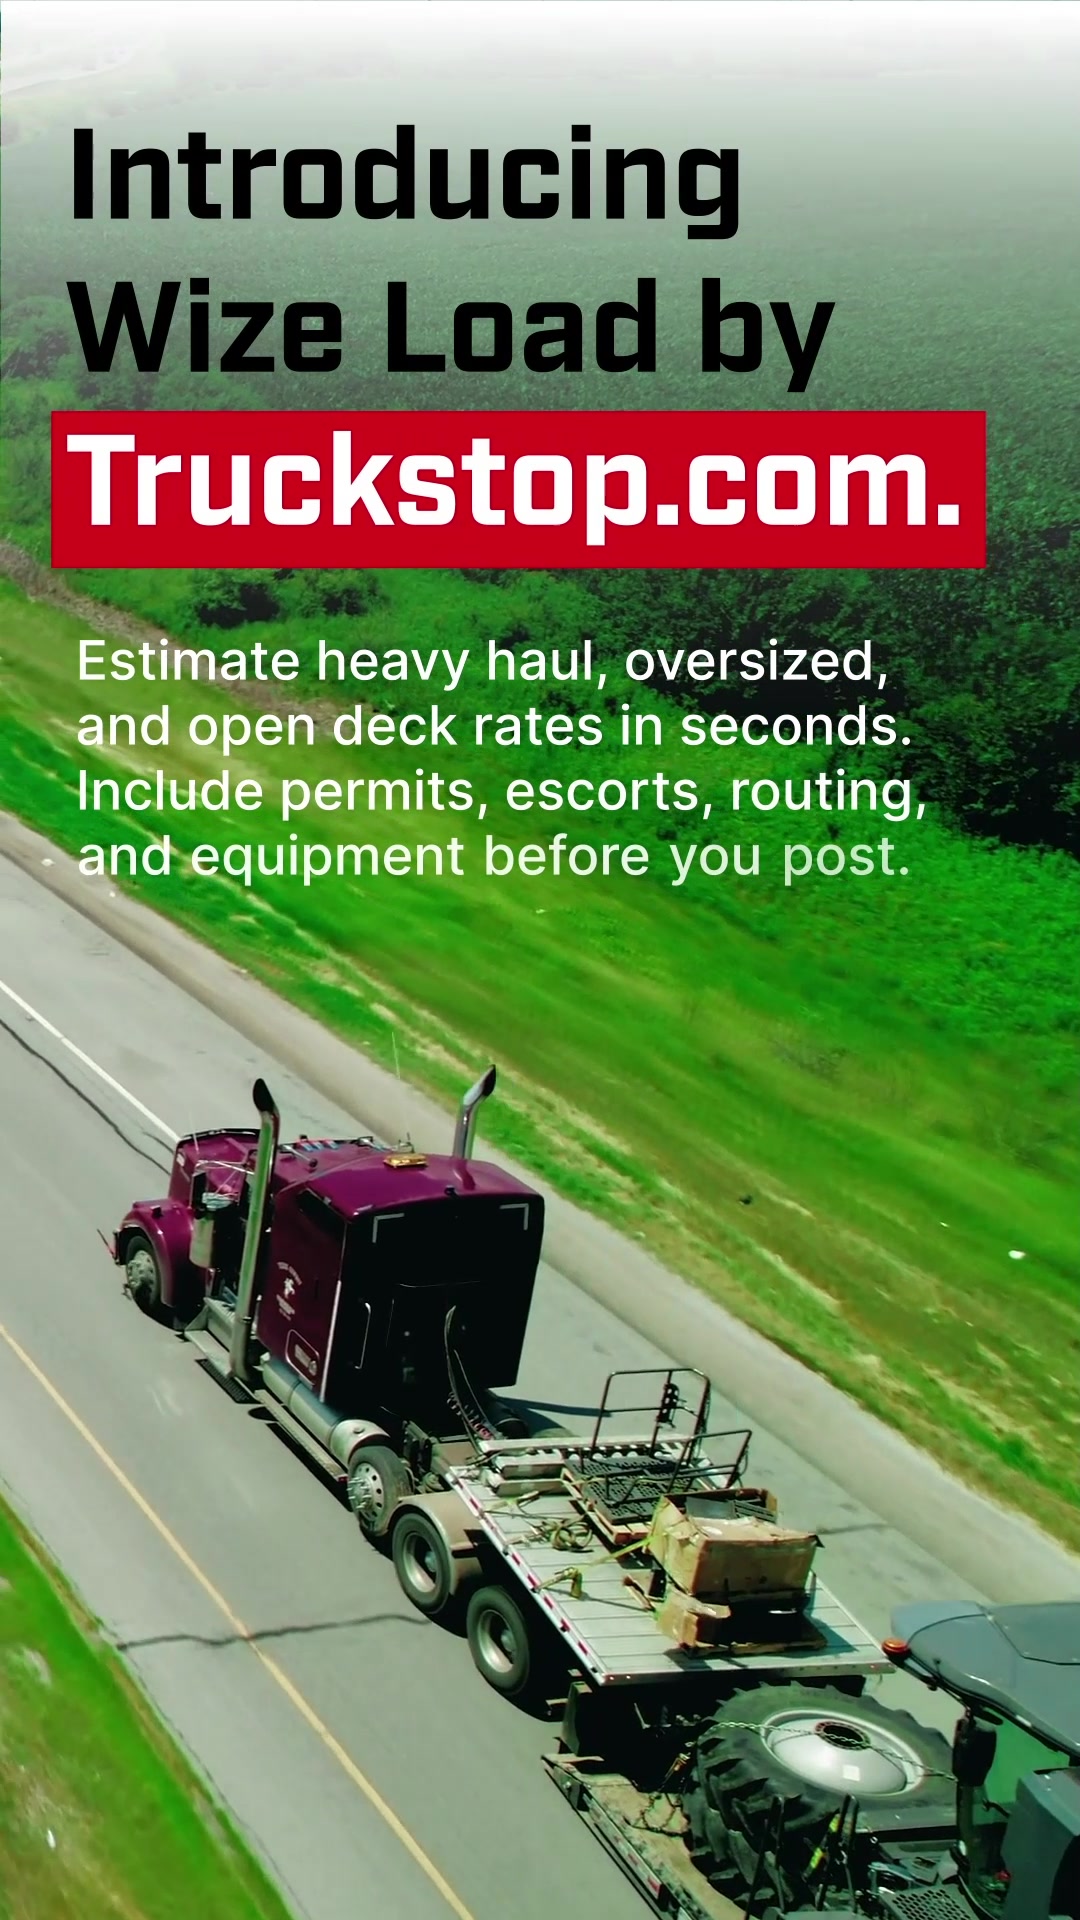 Introducing
Wize Load by
Truckstop.com.
Estimate heavy haul, oversized,
and open deck rates in seconds.
Include permits, escorts, routing,
and equipment before you post.